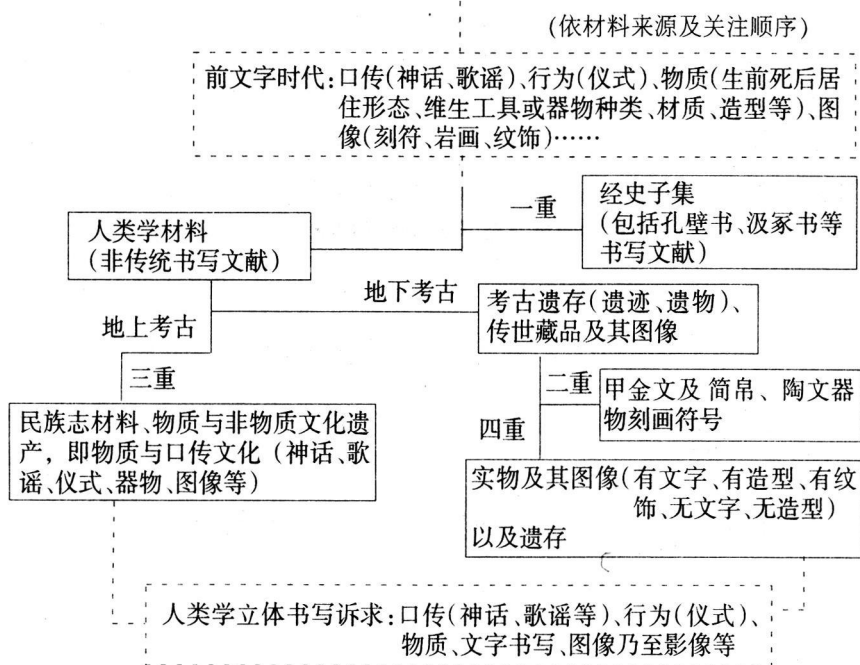 (依材料来源及关注顺序)
前文字时代:口传(神话、歌谣)、行为(仪式)、物质(生前死后居
住形态、维生工具或器物种类、材质、造型等)、图
像(刻符、岩画、纹饰)……
一重
经史子集
(包括孔壁书、汲冢书等
书写文献)
人类学材料
(非传统书写文献)
地下考古
地上考古
考古遗存(遗迹、遗物)、
传世藏品及其图像
三重
二重
甲金文及 简帛、陶文器
物刻画符号
民族志材料、物质与非物质文化遗
产，即物质与口传文化（神话、歌
谣、仪式、器物、图像等）
四重
实物及其图像(有文字、有造型、有纹
饰、无文字、无造型)
以及遗存
人类学立体书写诉求:口传(神话、歌谣等)、行为(仪式)、
物质、文字书写、图像乃至影像等